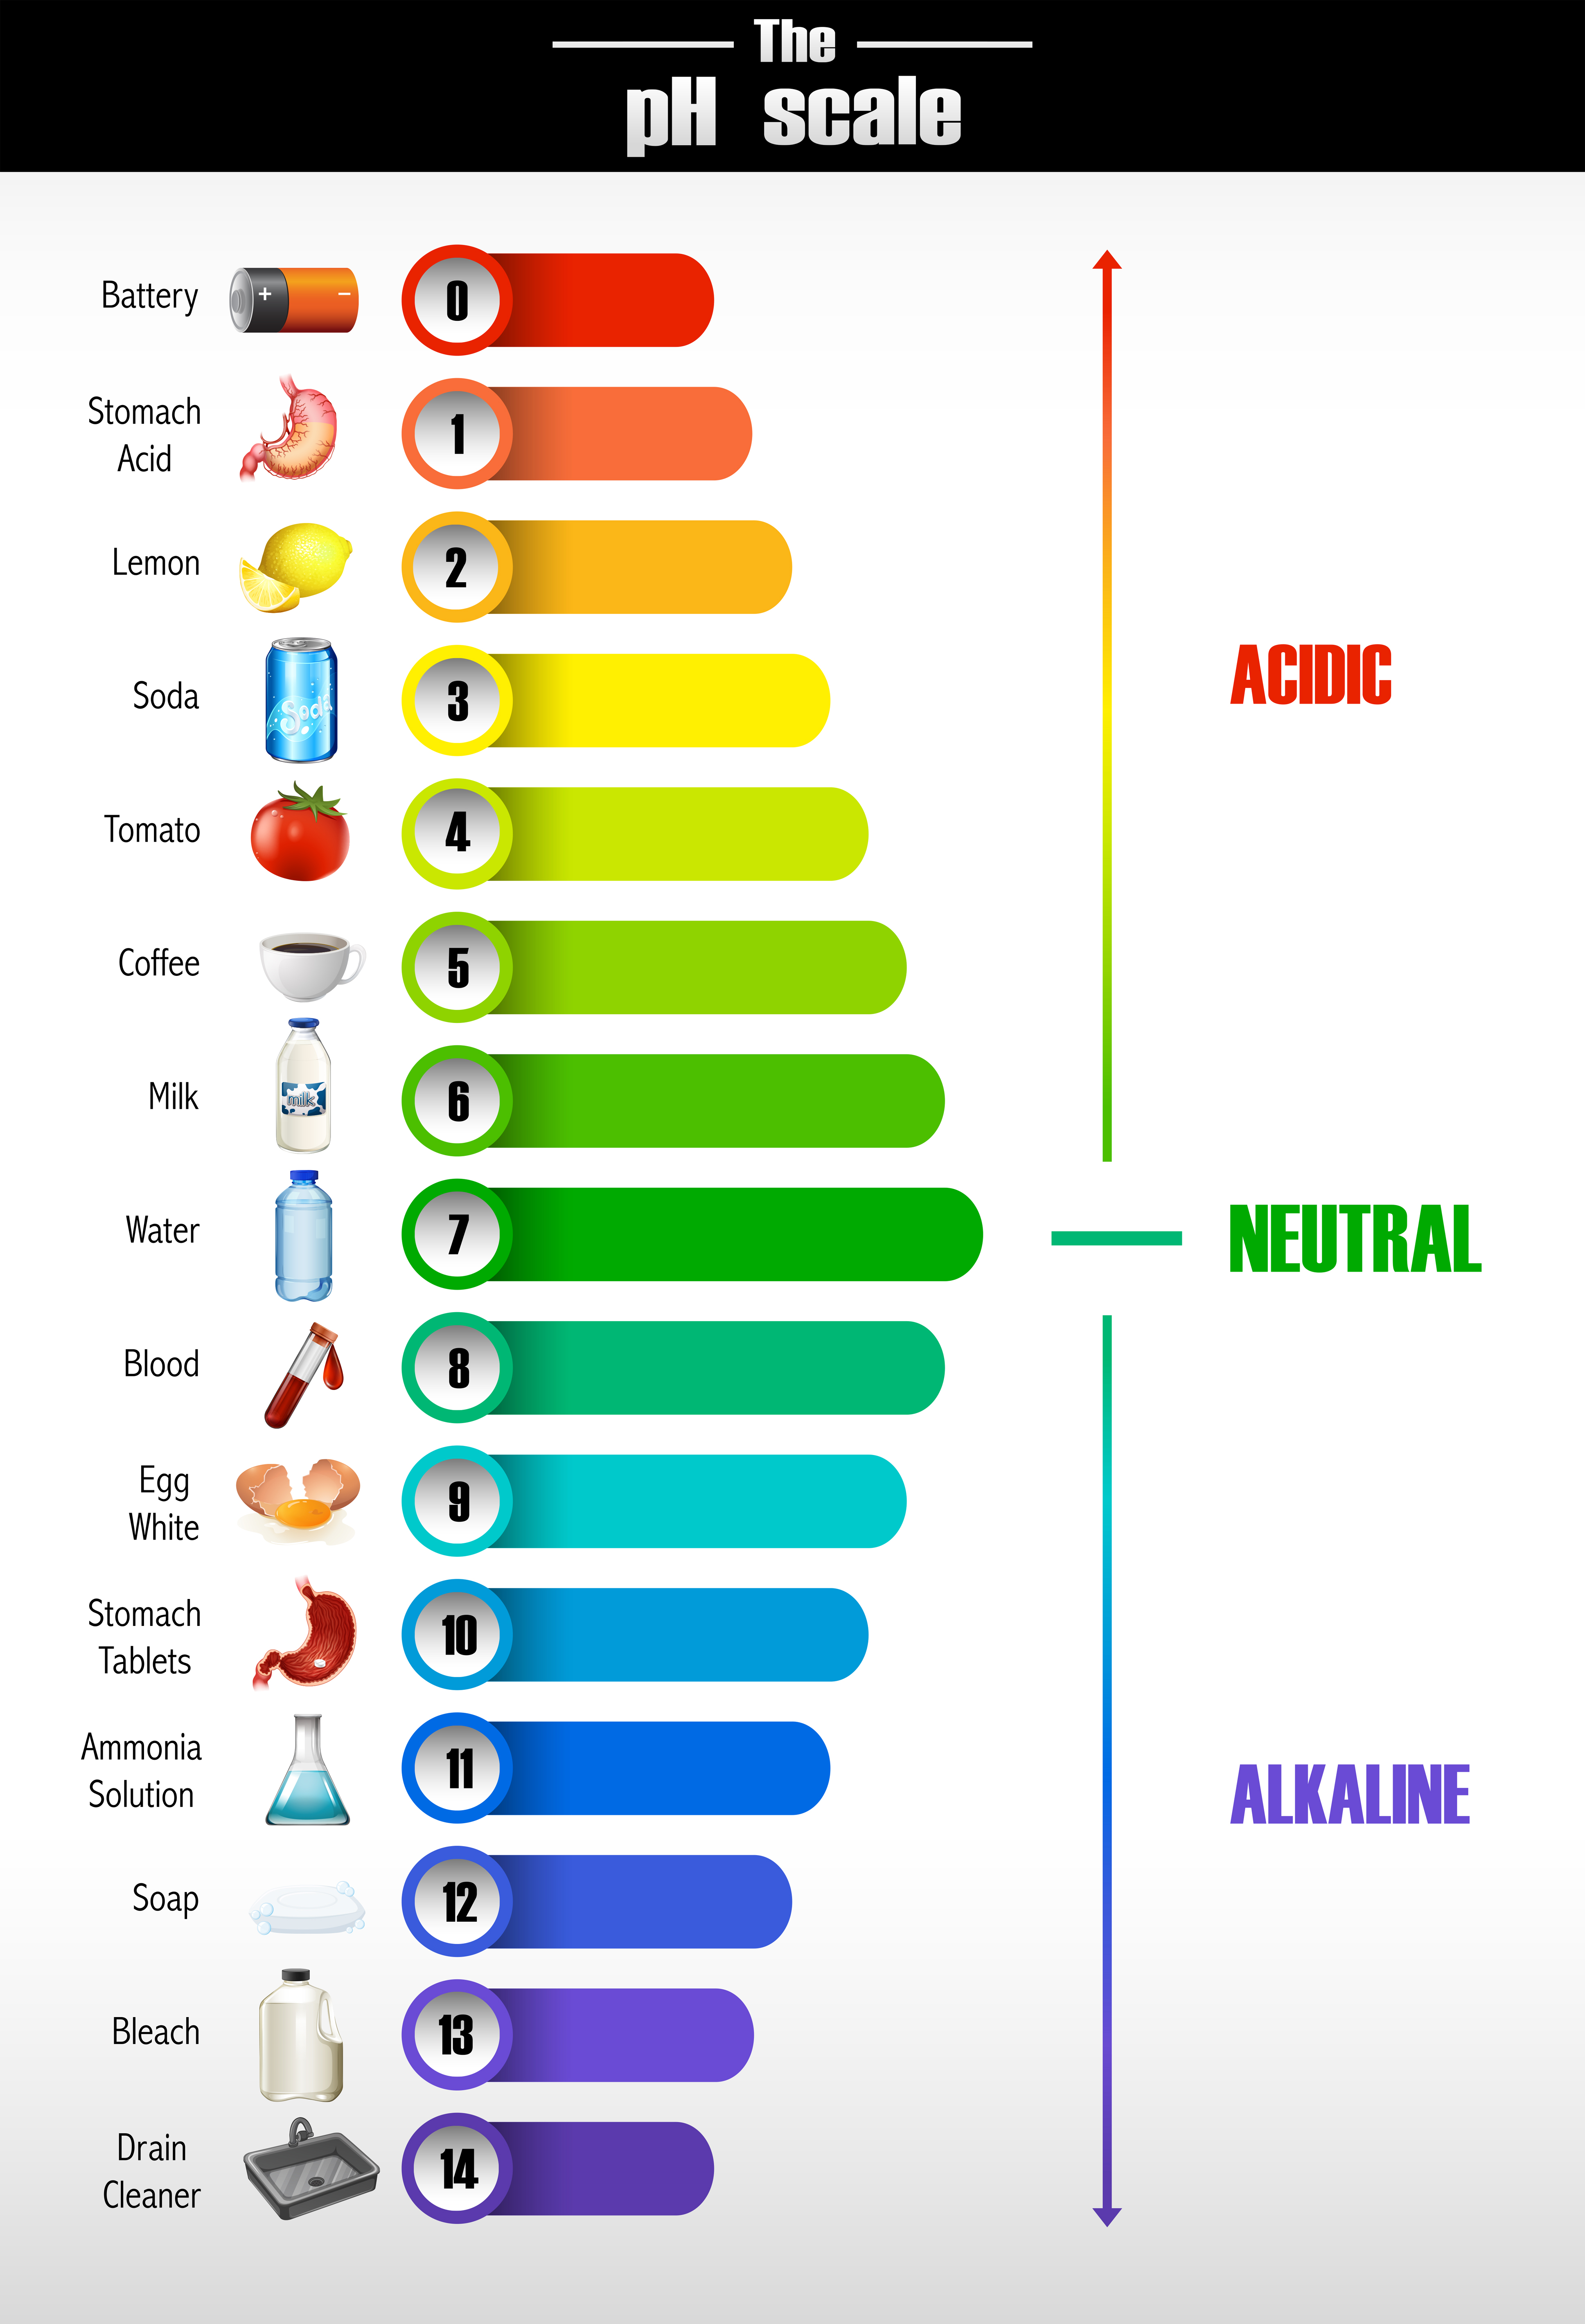 The
pH scale
Battery
+ −
0
Stomach
Acid
1
Lemon
2
Soda
Soda
3
ACIDIC
Tomato
4
Coffee
5
Milk
milk
6
Water
7
NEUTRAL
Blood
8
Egg
White
9
Stomach
Tablets
10
Ammonia
Solution
11
ALKALINE
Soap
12
Bleach
13
Drain
Cleaner
14